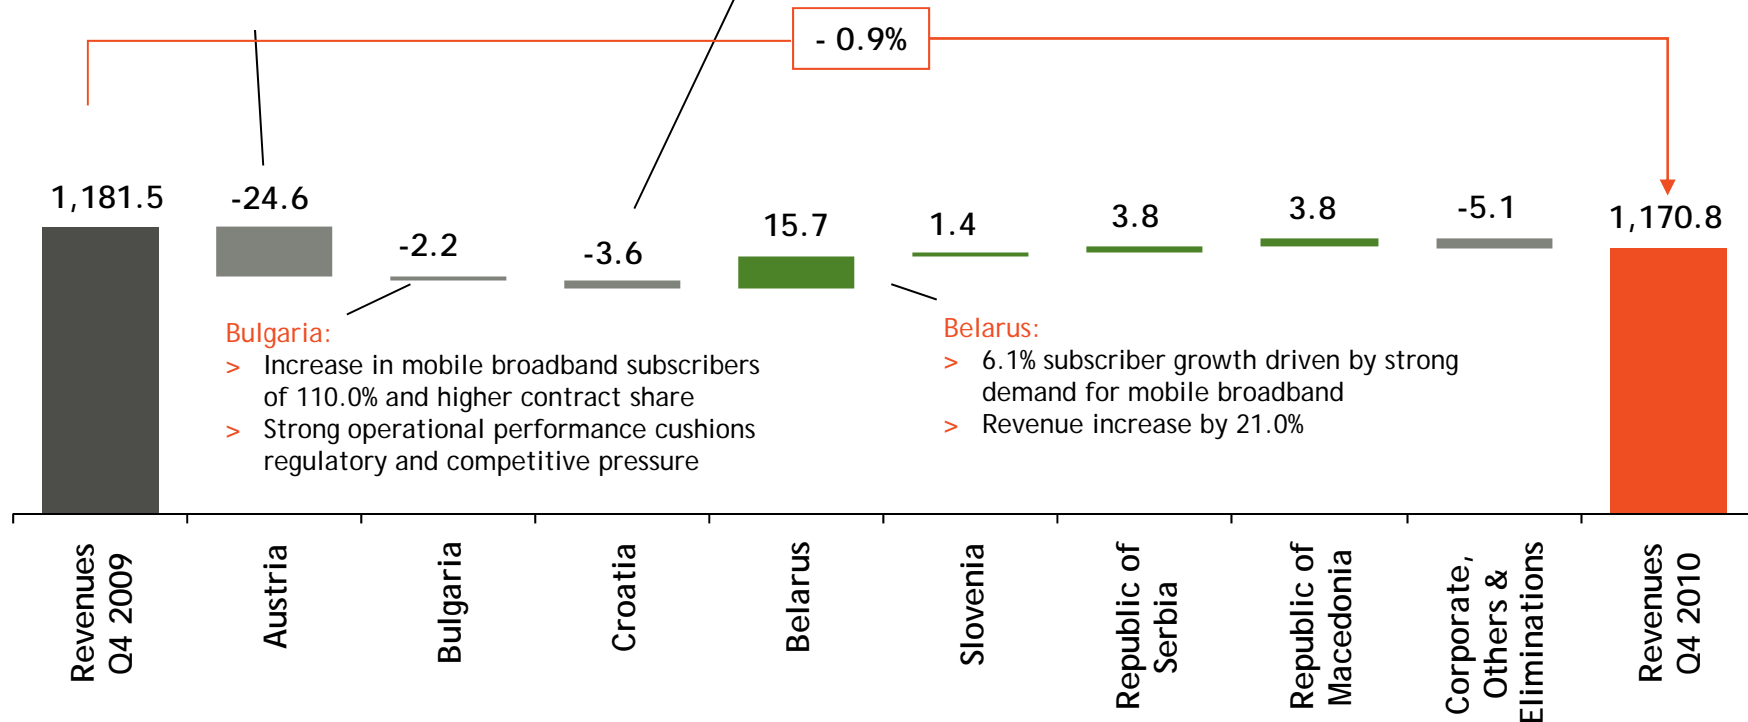 - 0.9%
1,181.5
-24.6
-2.2
-3.6
15.7
1.4
3.8
3.8
-5.1
1,170.8
Bulgaria:
> Increase in mobile broadband subscribers
of 110.0% and higher contract share
> Strong operational performance cushions
regulatory and competitive pressure
Belarus:
> 6.1% subscriber growth driven by strong
demand for mobile broadband
> Revenue increase by 21.0%
Revenues
Q4 2009
Austria
Bulgaria
Croatia
Belarus
Slovenia
Republic of
Serbia
Republic of
Macedonia
Corporate,
Others &
Eliminations
Revenues
Q4 2010